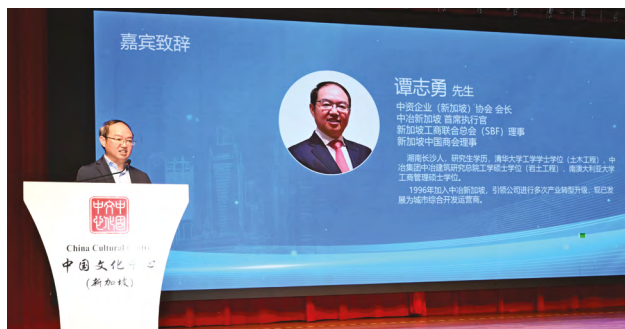 嘉宾致辞
谭志勇 先生
中资企业（新加坡）协会 会长
中冶新加坡 首席执行官
新加坡工商联合总会（SBF）理事
新加坡中国商会理事
湖南长沙人，研究生学历，清华大学工学学士学位（土木工程），中
冶集团中冶建筑研究总院工学硕士学位（岩土工程），南澳大利亚大学
工商管理硕士学位。
1996年加入中冶新加坡，引领公司进行多次产业转型升级，现已发
展为城市综合开发运营商。
China Cultural
中国文化中心
（新加坡）